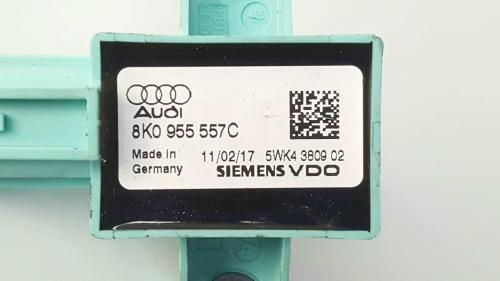 Audi
8K0 955 557C
Made in 11/02/17 5WK4 3809 02
Germany SIEMENS VDO